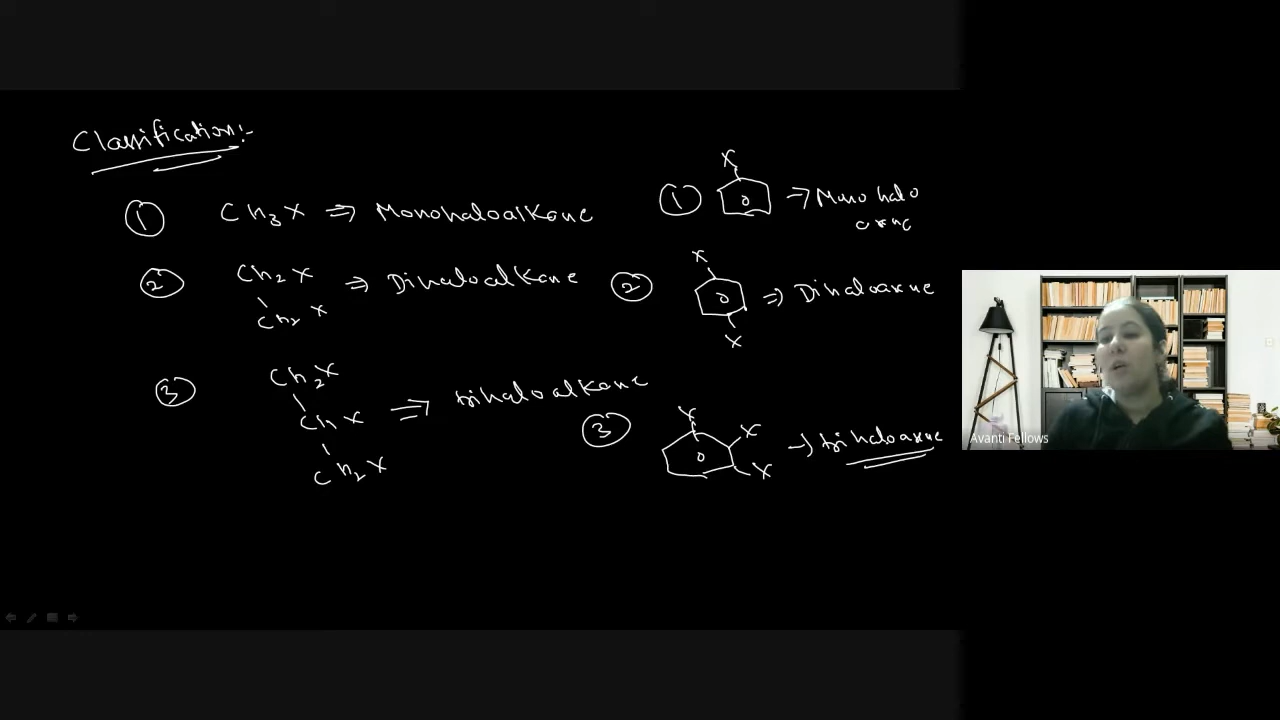 Classification:-
① CH3X ⇒ Monohaloalkane
② CH2X ⇒ Dihaloalkane
CH2X
③ CH2X
CHX ⇒ trihaloalkane
CH2X
X
① ⇒ Monohalo
arene
X
② ⇒ Dihaloarene
X
X
X
③ → trihaloarene
X
Avanti Fellows